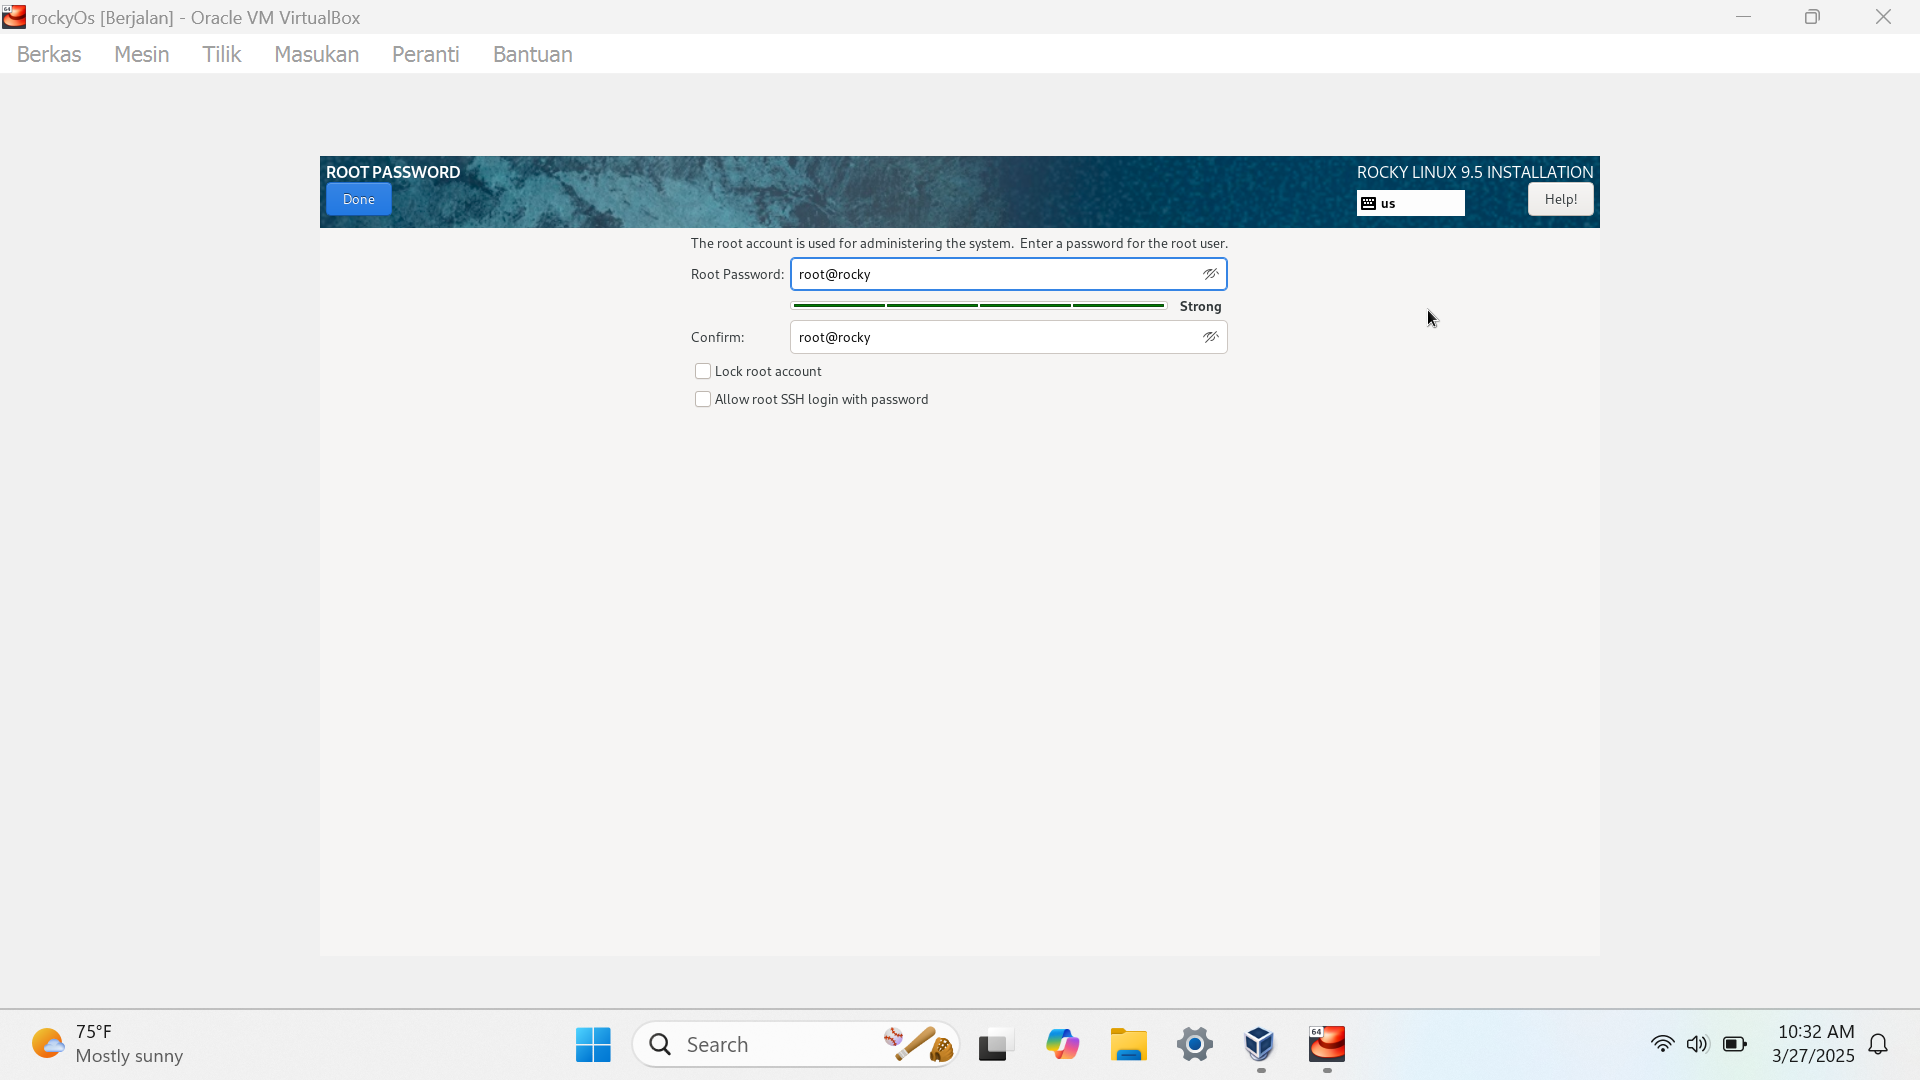 rockyOs [Berjalan] - Oracle VM VirtualBox
Berkas Mesin Tilik Masukan Peranti Bantuan
ROOT PASSWORD
ROCKY LINUX 9.5 INSTALLATION
Done
us
Help!
The root account is used for administering the system. Enter a password for the root user.
Root Password: root@rocky
Strong
Confirm: root@rocky
Lock root account
Allow root SSH login with password
75°F
Mostly sunny
Search
64
10:32 AM
3/27/2025